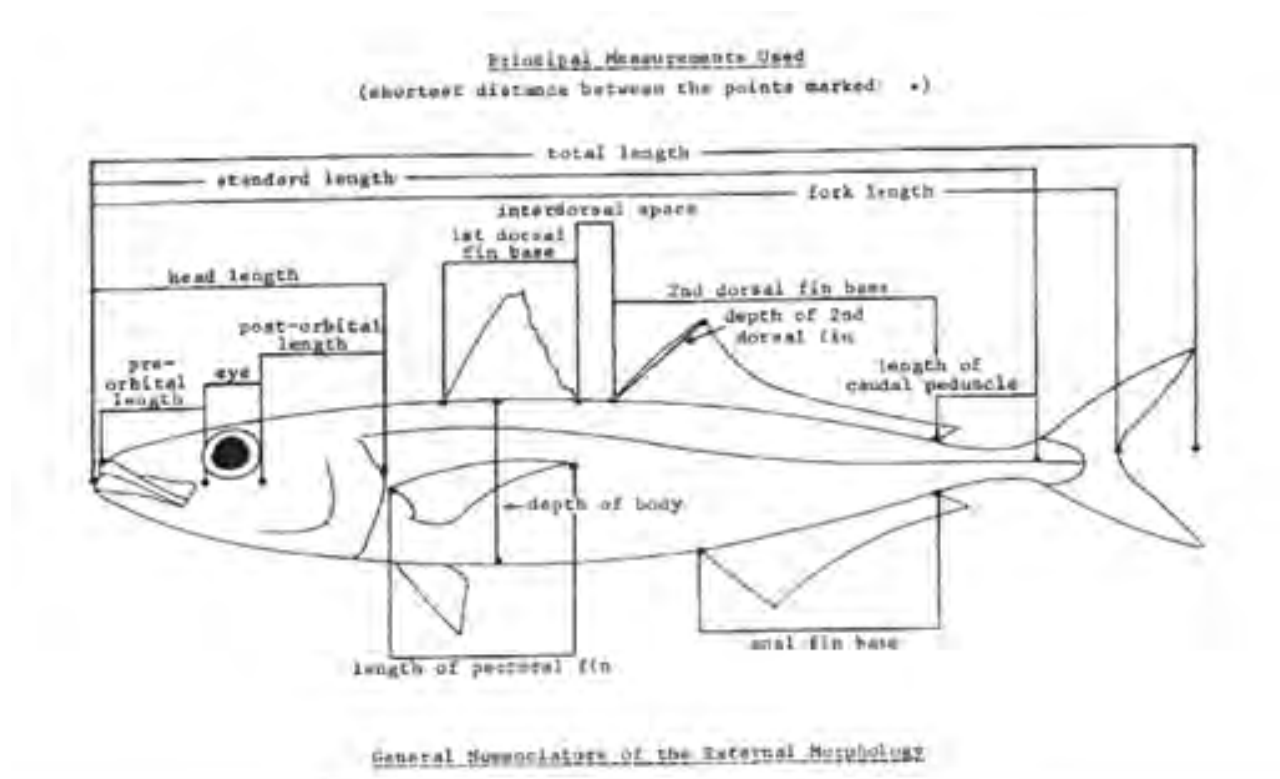 Principal Measurements Used
(shortest distance between the points marked •)
total length
standard length
fork length
interdorsal space
1st dorsal
fin base
head length
2nd dorsal fin base
post-orbital
length
depth of 2nd
dorsal fin
pre-
orbital
length
eye
length of
caudal peduncle
depth of body
anal fin base
length of pectoral fin
General Nomenclature of the External Morphology